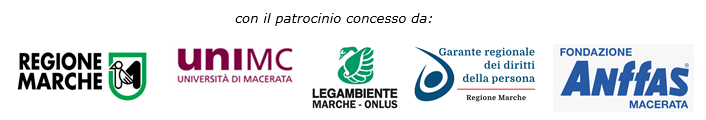 con il patrocinio concesso da:
REGIONE
MARCHE
unimc
UNIVERSITÀ DI MACERATA
LEGAMBIENTE
MARCHE - ONLUS
Garante regionale
dei diritti
della persona
Regione Marche
FONDAZIONE
Anffas
MACERATA